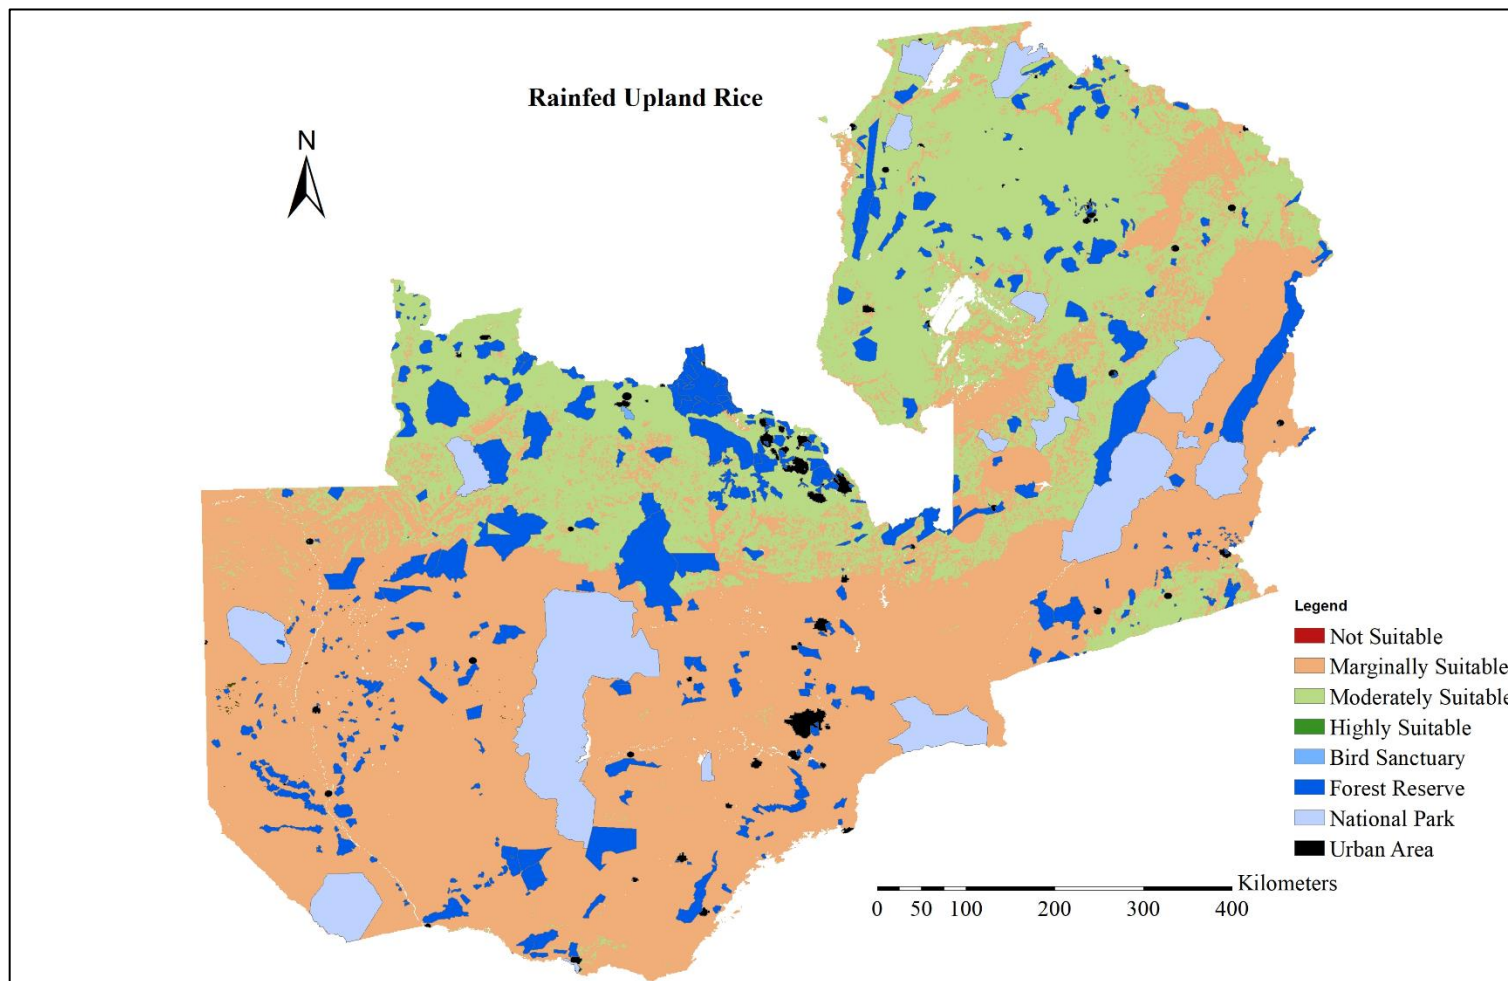 Rainfed Upland Rice
N
Legend
Not Suitable
Marginally Suitable
Moderately Suitable
Highly Suitable
Bird Sanctuary
Forest Reserve
National Park
Urban Area
Kilometers
0 50 100 200 300 400